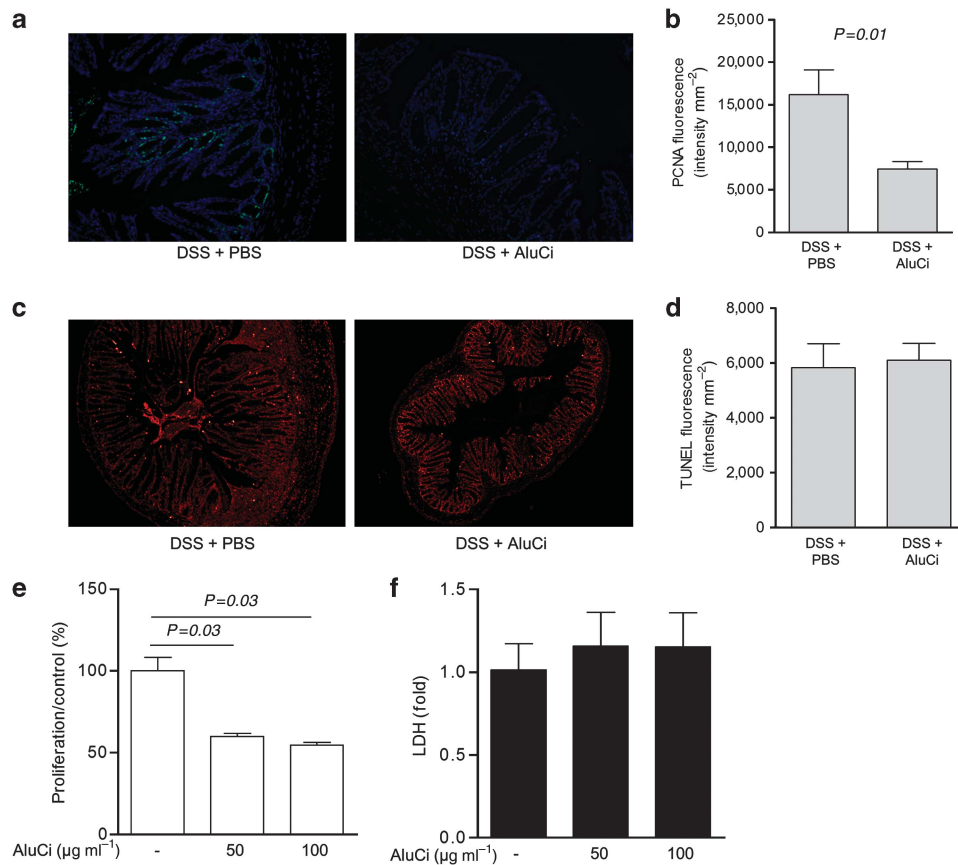 a
DSS + PBS
DSS + AluCi
b
P=0.01
PCNA fluorescence
(intensity mm⁻²)
25,000
20,000
15,000
10,000
5,000
0
DSS +
PBS
DSS +
AluCi
c
DSS + PBS
DSS + AluCi
d
TUNEL fluorescence
(intensity mm⁻²)
8,000
6,000
4,000
2,000
0
DSS +
PBS
DSS +
AluCi
e
Proliferation/control (%)
150
100
50
0
P=0.03
P=0.03
AluCi (µg ml⁻¹) - 50 100
f
LDH (fold)
1.5
1.0
0.5
0.0
AluCi (µg ml⁻¹) - 50 100